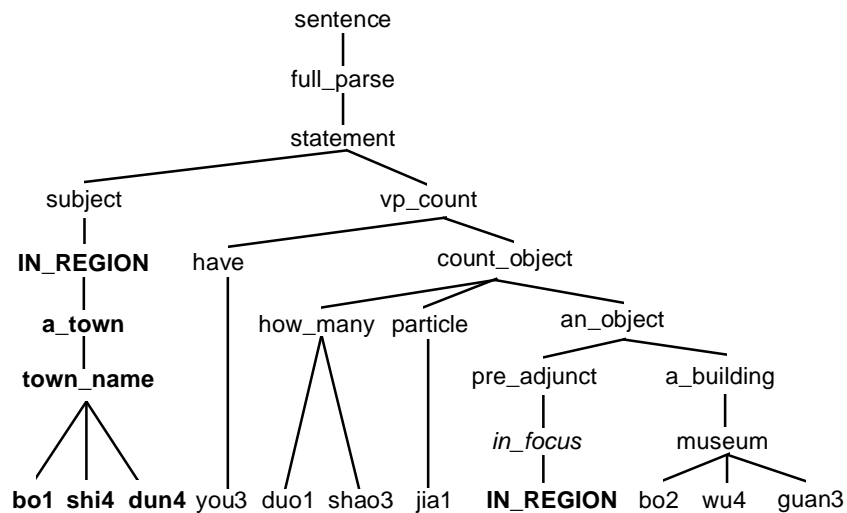 sentence
full_parse
statement
subject vp_count
IN_REGION have count_object
a_town how_many particle an_object
town_name pre_adjunct a_building
in_focus museum
bo1 shi4 dun4 you3 duo1 shao3 jia1 IN_REGION bo2 wu4 guan3